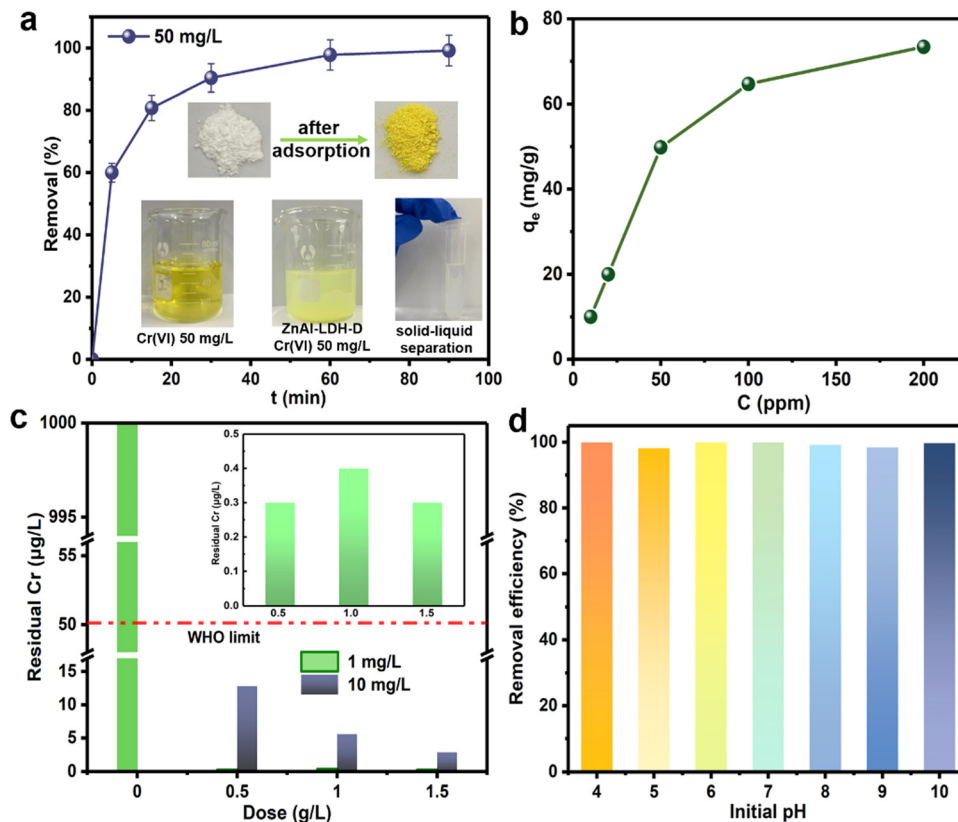 a
50 mg/L
Removal (%)
100
80
60
40
20
0
after
adsorption
Cr(VI) 50 mg/L
ZnAl-LDH-D
Cr(VI) 50 mg/L
solid-liquid
separation
0 20 40 60 80 100
t (min)
b
qe (mg/g)
80
60
40
20
0
0 50 100 150 200
C (ppm)
c
Residual Cr (μg/L)
1000
995
55
50
15
10
5
0
WHO limit
1 mg/L
10 mg/L
Residual Cr (μg/L)
0.5
0.4
0.3
0.2
0.1
0.0
0.5 1.0 1.5
0 0.5 1 1.5
Dose (g/L)
d
Removal efficiency (%)
100
80
60
40
20
0
4 5 6 7 8 9 10
Initial pH